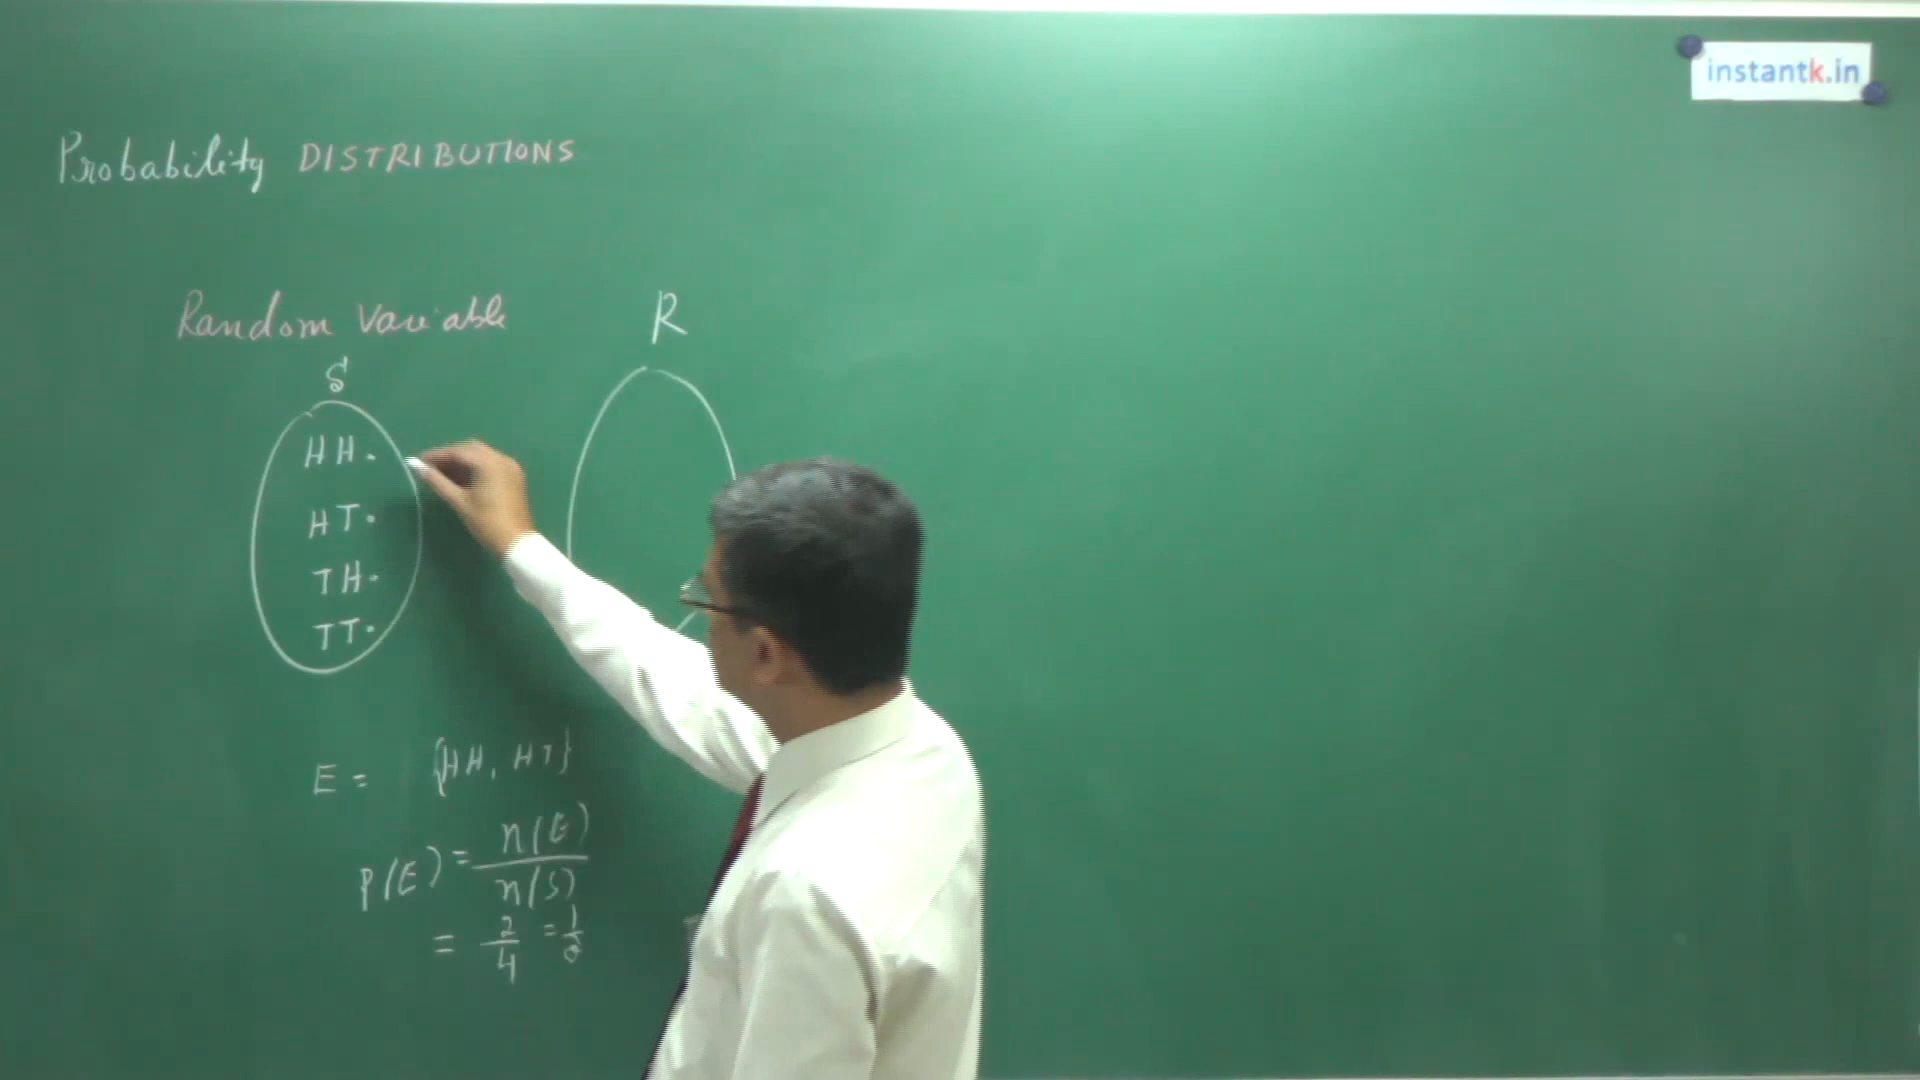 instantk.in
Probability DISTRIBUTIONS
Random Variable
R
S
HH.
HT.
TH.
TT.
E = {HH, HT}
P(E) = n(E)/n(S)
= 2/4 = 1/2